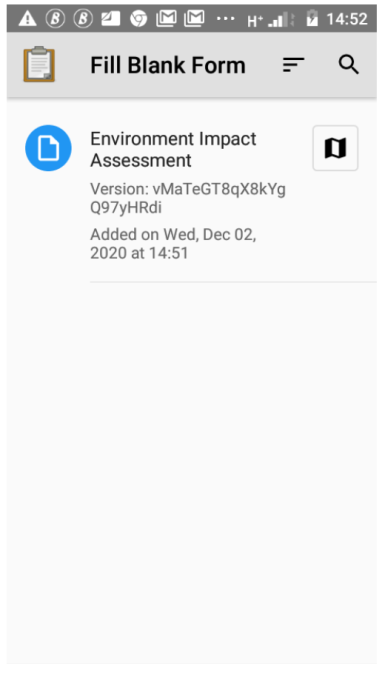 H+ 14:52
Fill Blank Form
Environment Impact
Assessment
Version: vMaTeGT8qX8kYg
Q97yHRdi
Added on Wed, Dec 02,
2020 at 14:51